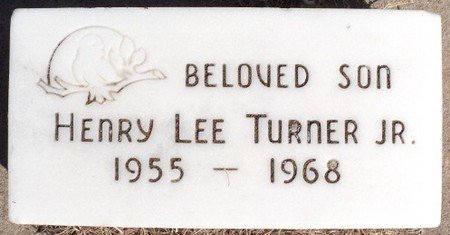 BELOVED SON
HENRY LEE TURNER JR.
1955 – 1968